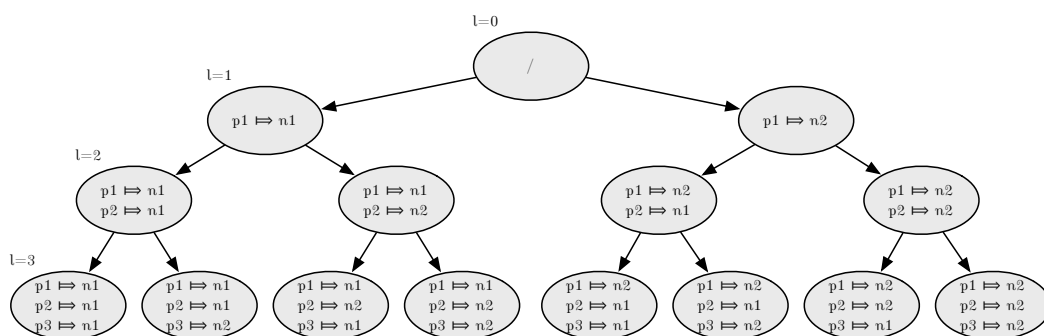 l=0
/
l=1
p1 ⤇ n1
p1 ⤇ n2
l=2
p1 ⤇ n1
p2 ⤇ n1
p1 ⤇ n1
p2 ⤇ n2
p1 ⤇ n2
p2 ⤇ n1
p1 ⤇ n2
p2 ⤇ n2
l=3
p1 ⤇ n1
p2 ⤇ n1
p3 ⤇ n1
p1 ⤇ n1
p2 ⤇ n1
p3 ⤇ n2
p1 ⤇ n1
p2 ⤇ n2
p3 ⤇ n1
p1 ⤇ n1
p2 ⤇ n2
p3 ⤇ n2
p1 ⤇ n2
p2 ⤇ n1
p3 ⤇ n1
p1 ⤇ n2
p2 ⤇ n1
p3 ⤇ n2
p1 ⤇ n2
p2 ⤇ n2
p3 ⤇ n1
p1 ⤇ n2
p2 ⤇ n2
p3 ⤇ n2